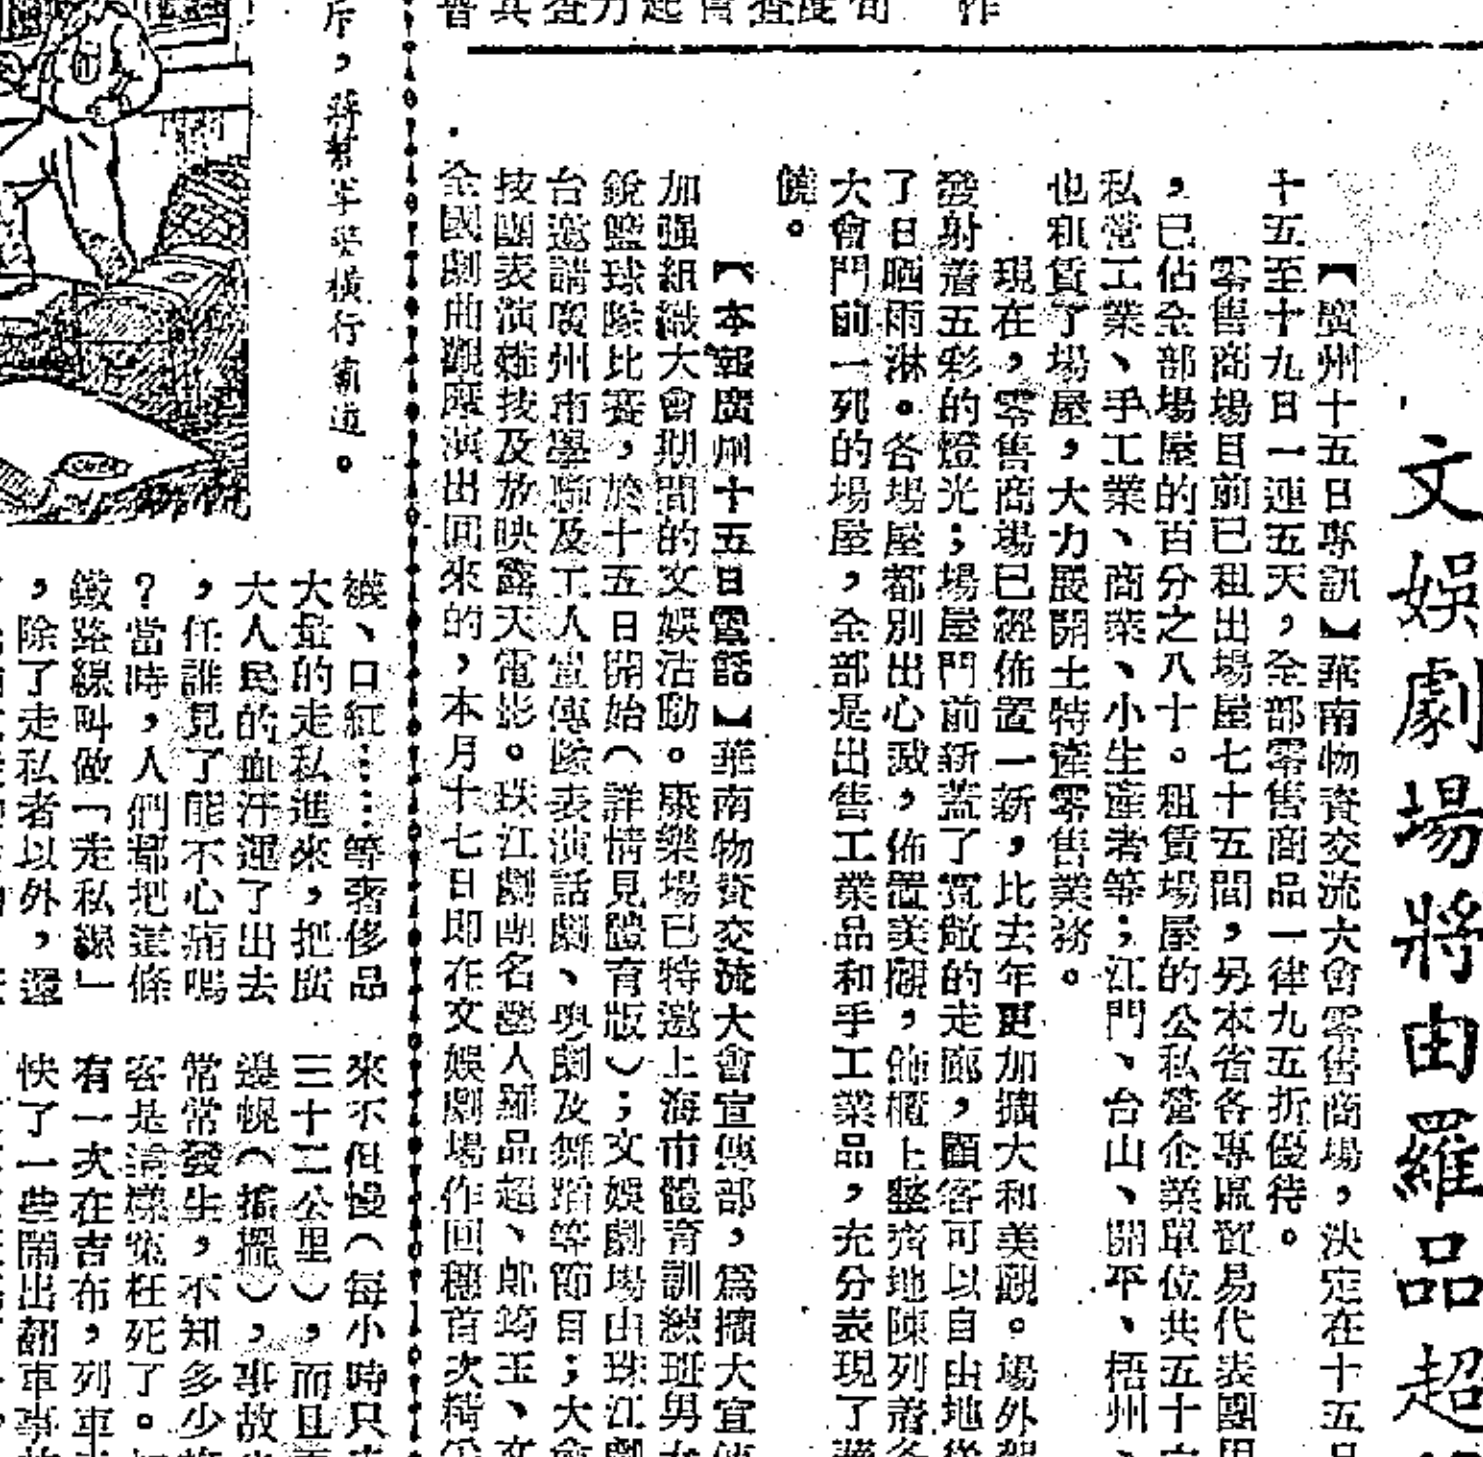 文娛劇場將由羅品超
【廣州十五日專訊】華南物資交流大會零售商場，決定在十五日
十五至十九日一連五天，全部零售商品一律九五折優待。
零售商場目前已租出場屋七十五間，另本省各專區貿易代表團
，已佔全部場屋的百分之八十。租賃場屋的公私營企業單位共五十
私營工業、手工業、商業、小生產者等；江門、台山、開平、梧州、
也租賃了場屋，大力展開土特產零售業務。
現在，零售商場已經佈置一新，比去年更加擴大和美觀。場外
發射着五彩的燈光；場屋門前新蓋了寬敞的走廊，顧客可以自由地從
了日晒雨淋。各場屋都別出心裁，佈置美觀，飾櫃上整齊地陳列着各
大會門前一列的場屋，全部是出售工業品和手工業品，充分表現了
饒。
【本報廣州十五日電話】華南物資交流大會宣傳部，爲擴大宣傳
加强組織大會期間的文娛活動。康樂場已特邀上海市體育訓練班男女
銳籃球隊比賽，於十五日開始（詳情見體育版）；文娛劇場由珠江劇
台邀請廣州市學聯及工人宣傳隊表演話劇、粵劇及舞蹈等節目；大會
技團表演雜技及放映露天電影。珠江劇團名藝人羅品超、郎筠玉、文
全國劇曲觀摩演出回來的，本月十七日即在文娛劇場作回穗首次精
斥，蔣幫軍警橫行霸道。
襪、口紅……等奢侈品
大量的走私進來，把廣
大人民的血汗運了出去
，任誰見了能不心痛嗎
？當時，人們都把這條
鐵路線叫做「走私線」
，除了走私者以外，還
來不但慢（每小時只走
三十二公里），而且
邊幌（搖擺），事故
常常發生，不知多少
客是這樣寃枉死了。
有一次在吉布，列車
快了一些鬧出翻車事